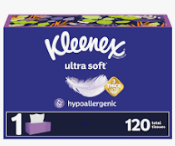 Kleenex
ultra soft
hypoallergenic
1
120 total
tissues